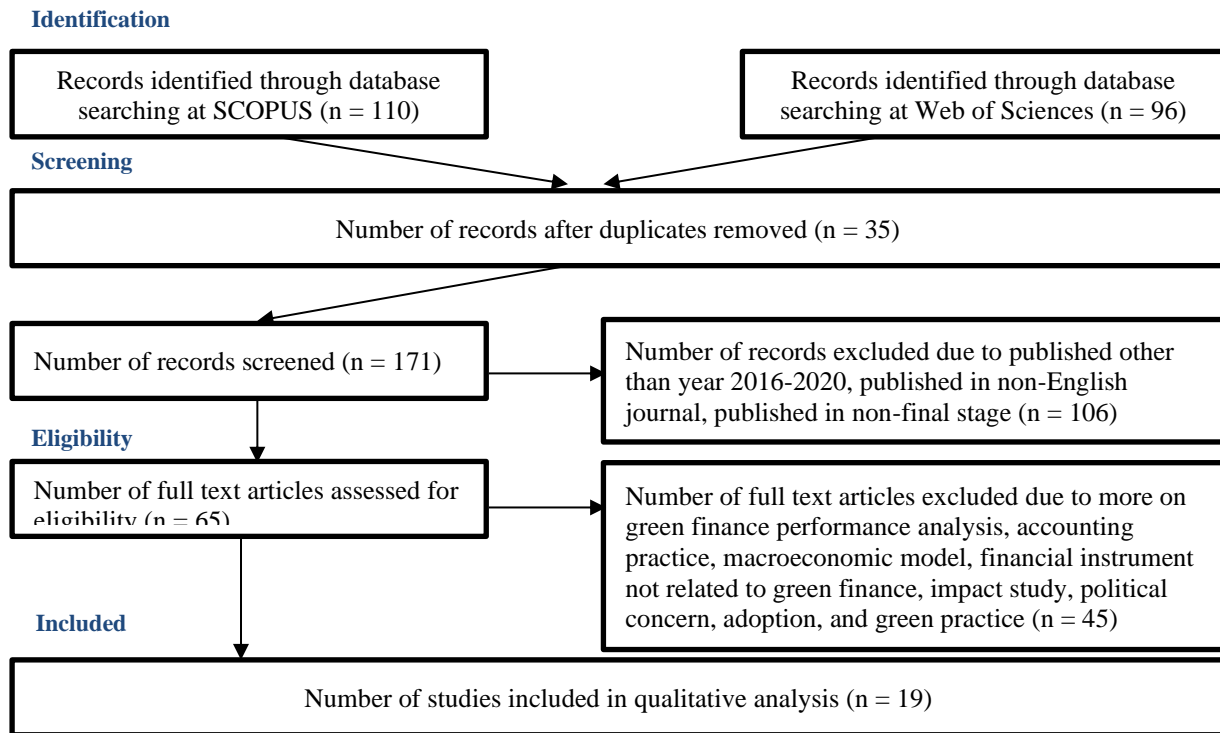 Identification
Records identified through database
searching at SCOPUS (n = 110)
Records identified through database
searching at Web of Sciences (n = 96)
Screening
Number of records after duplicates removed (n = 35)
Number of records screened (n = 171)
Number of records excluded due to published other
than year 2016-2020, published in non-English
journal, published in non-final stage (n = 106)
Eligibility
Number of full text articles assessed for
eligibility (n = 65)
Number of full text articles excluded due to more on
green finance performance analysis, accounting
practice, macroeconomic model, financial instrument
not related to green finance, impact study, political
concern, adoption, and green practice (n = 45)
Included
Number of studies included in qualitative analysis (n = 19)